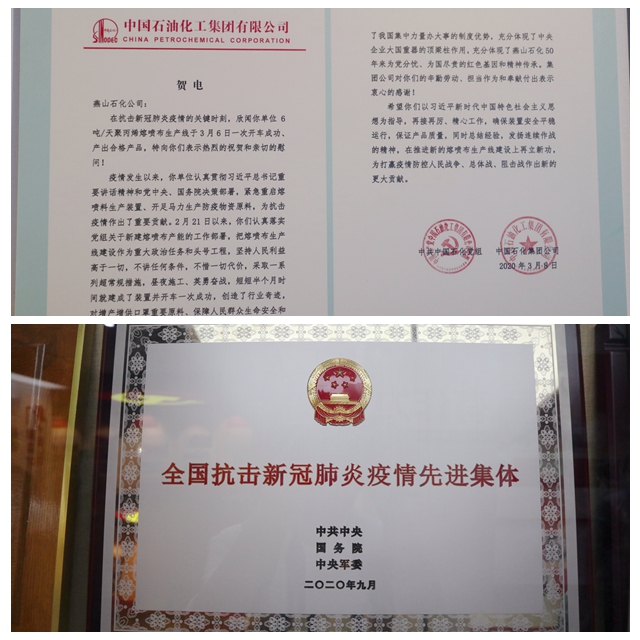 中国石油化工集团有限公司
Sinopec
CHINA PETROCHEMICAL CORPORATION
贺电
燕山石化公司：
在抗击新冠肺炎疫情的关键时刻，欣闻你单位 6
吨/天聚丙烯熔喷布生产线于 3 月 6 日一次开车成功、
产出合格产品，特向你们表示热烈的祝贺和亲切的慰
问！
疫情发生以来，你单位认真贯彻习近平总书记重
要讲话精神和党中央、国务院决策部署，紧急重启熔
喷料生产装置、开足马力生产防疫物资原料，为抗击
疫情作出了重要贡献。2 月 21 日以来，你们认真落实
党组关于新建熔喷布产能的工作部署，把熔喷布生产
线建设作为重大政治任务和头号工程，坚持人民利益
高于一切，不讲任何条件，不惜一切代价，采取一系
列超常规措施，昼夜施工、英勇奋战，短短半个月时
间就建成了装置并开车一次成功，创造了行业奇迹，
对增产增供口罩重要原料、保障人民群众生命安全和
了我国集中力量办大事的制度优势，充分体现了中央
企业大国重器的顶梁柱作用，充分体现了燕山石化 50
年来为党分忧、为国尽责的红色基因和精神传承。集
团公司对你们的辛勤劳动、担当作为和奉献付出表示
衷心的感谢！
希望你们以习近平新时代中国特色社会主义思想
为指导，再接再厉、精心工作，确保装置安全平稳
运行，保证产品质量，同时总结经验，发扬连续作战
的精神，在推进新的熔喷布生产线建设上再立新功，
为打赢疫情防控人民战争、总体战、阻击战作出新的
更大贡献。
中共中国石化党组 中国石化集团公司
2020 年 3 月 6 日
全国抗击新冠肺炎疫情先进集体
中共中央
国务院
中央军委
二〇二〇年九月